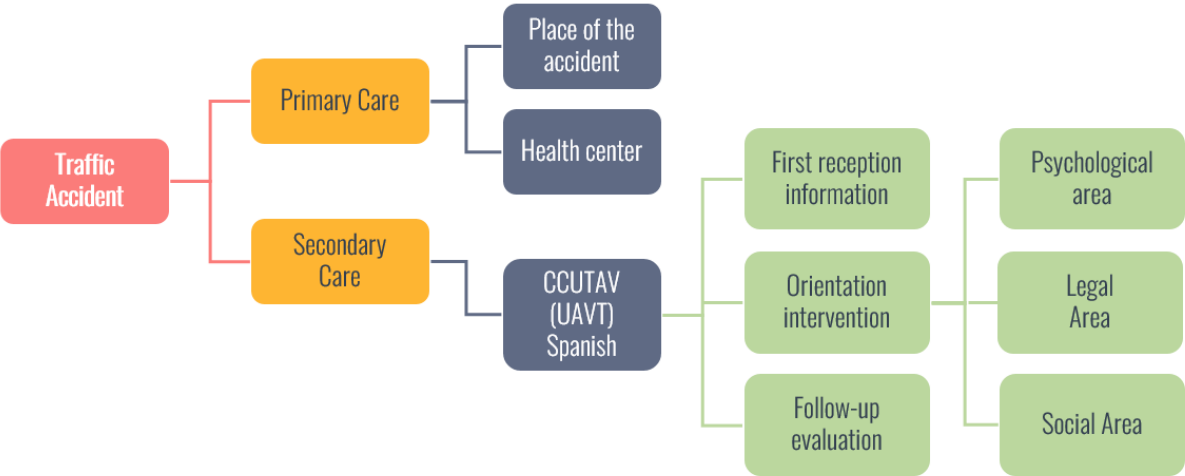 Traffic
Accident
Primary Care
Secondary
Care
Place of the
accident
Health center
CCUTAV
(UAVT)
Spanish
First reception
information
Orientation
intervention
Follow-up
evaluation
Psychological
area
Legal
Area
Social Area